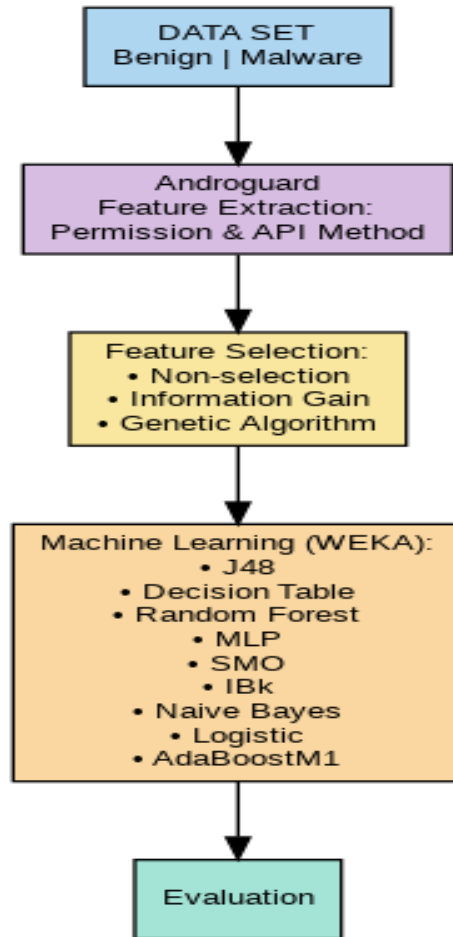 DATA SET
Benign | Malware
Androguard
Feature Extraction:
Permission & API Method
Feature Selection:
• Non-selection
• Information Gain
• Genetic Algorithm
Machine Learning (WEKA):
• J48
• Decision Table
• Random Forest
• MLP
• SMO
• IBk
• Naive Bayes
• Logistic
• AdaBoostM1
Evaluation